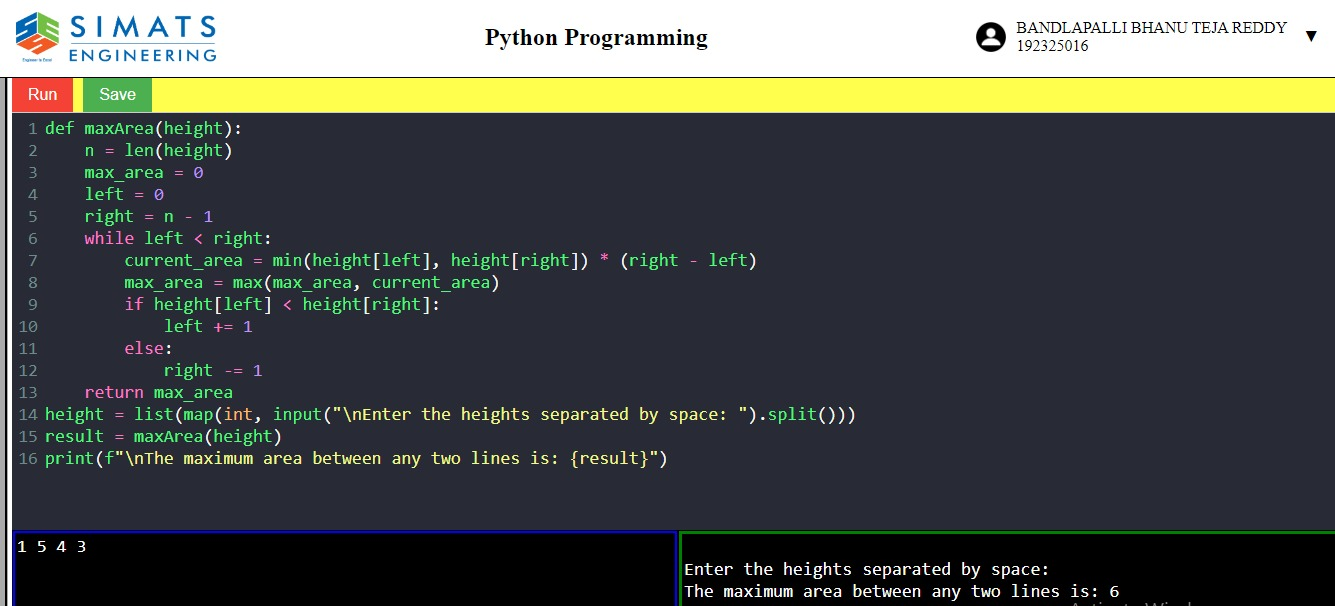 SIMATS
ENGINEERING
Engineer to Excel
Python Programming
BANDLAPALLI BHANU TEJA REDDY
192325016
▼
Run Save
1 def maxArea(height):
2     n = len(height)
3     max_area = 0
4     left = 0
5     right = n - 1
6     while left < right:
7         current_area = min(height[left], height[right]) * (right - left)
8         max_area = max(max_area, current_area)
9         if height[left] < height[right]:
10             left += 1
11         else:
12             right -= 1
13     return max_area
14 height = list(map(int, input("\nEnter the heights separated by space: ").split()))
15 result = maxArea(height)
16 print(f"\nThe maximum area between any two lines is: {result}")
1 5 4 3
Enter the heights separated by space:
The maximum area between any two lines is: 6